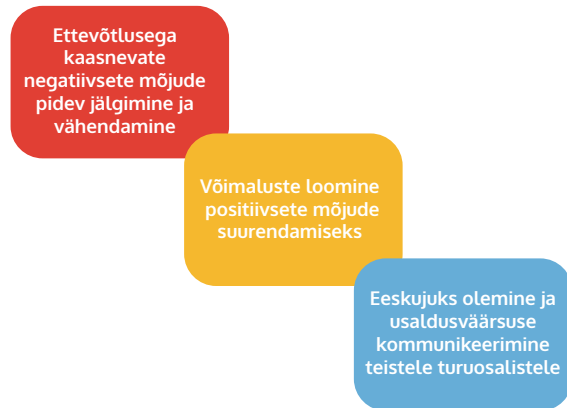 Ettevõtlusega
kaasnevate
negatiivsete mõjude
pidev jälgimine ja
vähendamine
Võimaluste loomine
positiivsete mõjude
suurendamiseks
Eeskujuks olemine ja
usaldusväärsuse
kommunikeerimine
teistele turuosalistele